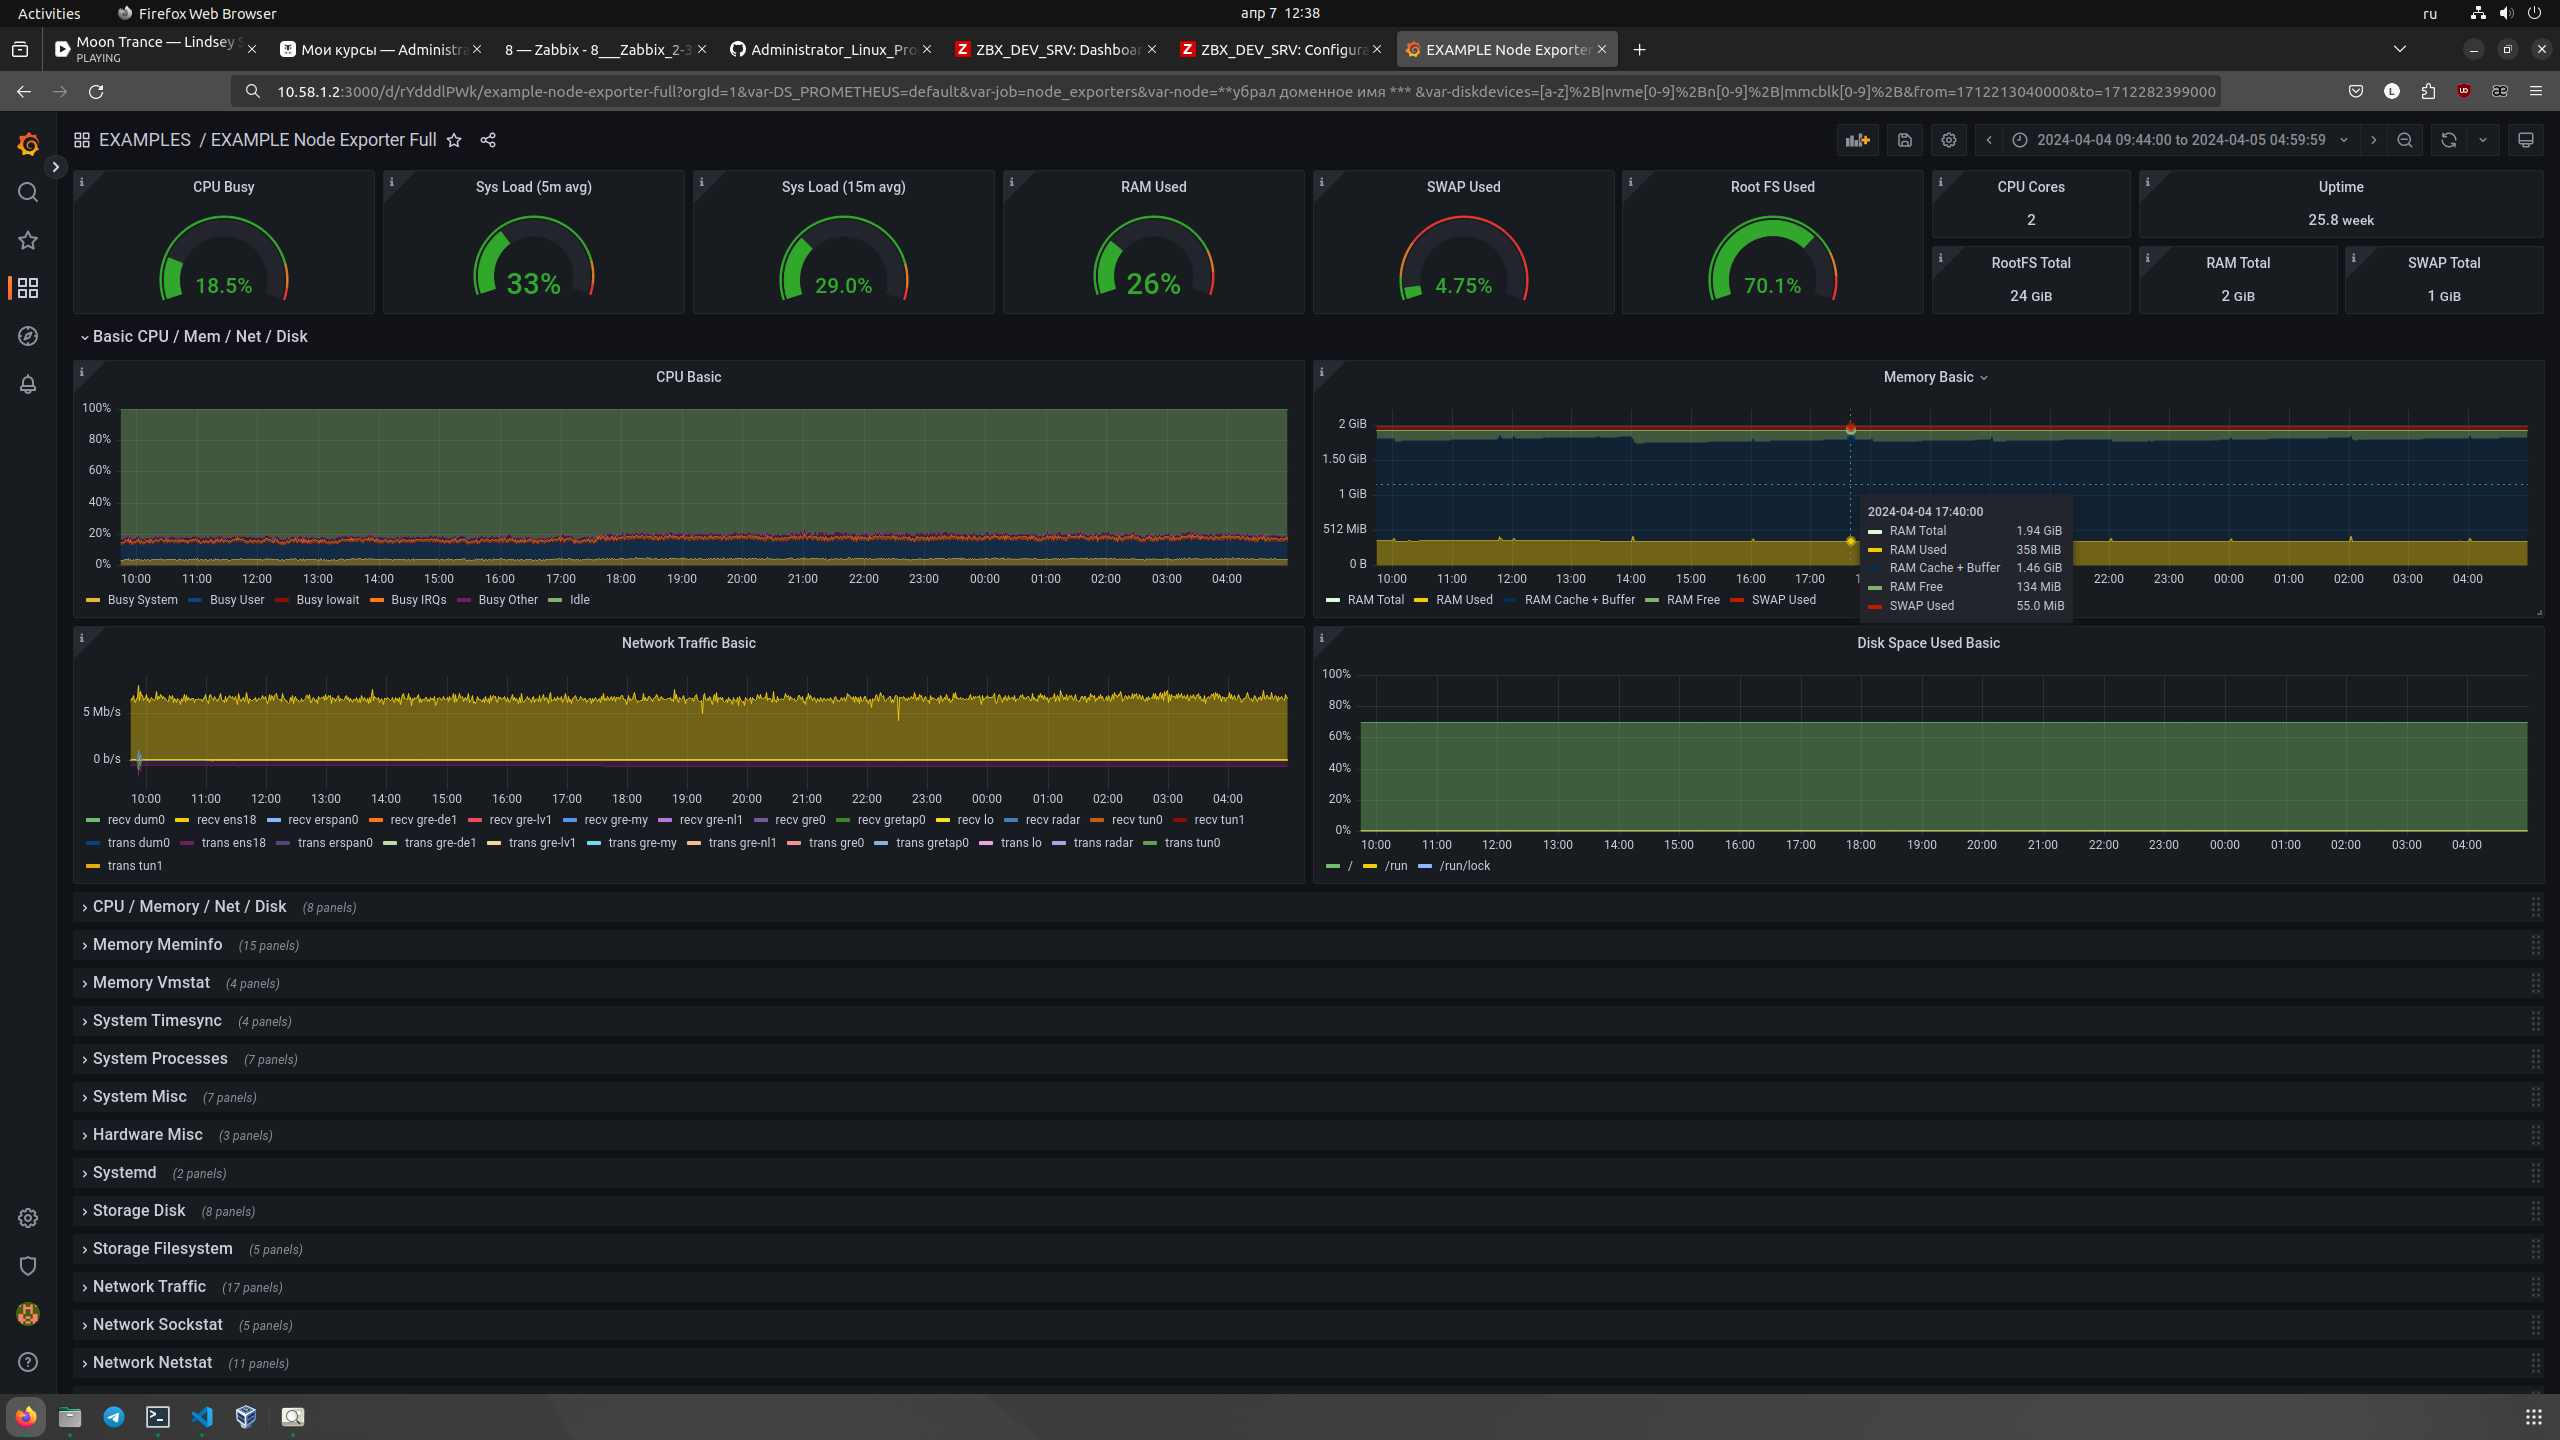 Activities Firefox Web Browser апр 7 12:38 ru
Moon Trance — Lindsey S
PLAYING
Мои курсы — Administra
8 — Zabbix - 8___Zabbix_2-3
Administrator_Linux_Pro
ZBX_DEV_SRV: Dashboar
ZBX_DEV_SRV: Configura
EXAMPLE Node Exporter
10.58.1.2:3000/d/rYdddlPWk/example-node-exporter-full?orgId=1&var-DS_PROMETHEUS=default&var-job=node_exporters&var-node=**убрал доменное имя *** &var-diskdevices=[a-z]%2B|nvme[0-9]%2Bn[0-9]%2B|mmcblk[0-9]%2B&from=1712213040000&to=1712282399000
EXAMPLES / EXAMPLE Node Exporter Full
2024-04-04 09:44:00 to 2024-04-05 04:59:59
CPU Busy
18.5%
Sys Load (5m avg)
33%
Sys Load (15m avg)
29.0%
RAM Used
26%
SWAP Used
4.75%
Root FS Used
70.1%
CPU Cores
2
Uptime
25.8 week
RootFS Total
24 GiB
RAM Total
2 GiB
SWAP Total
1 GiB
Basic CPU / Mem / Net / Disk
CPU Basic
100%
80%
60%
40%
20%
0%
10:00 11:00 12:00 13:00 14:00 15:00 16:00 17:00 18:00 19:00 20:00 21:00 22:00 23:00 00:00 01:00 02:00 03:00 04:00
Busy System Busy User Busy Iowait Busy IRQs Busy Other Idle
Memory Basic
2 GiB
1.50 GiB
1 GiB
512 MiB
0 B
10:00 11:00 12:00 13:00 14:00 15:00 16:00 17:00 1 22:00 23:00 00:00 01:00 02:00 03:00 04:00
RAM Total RAM Used RAM Cache + Buffer RAM Free SWAP Used
2024-04-04 17:40:00
RAM Total 1.94 GiB
RAM Used 358 MiB
RAM Cache + Buffer 1.46 GiB
RAM Free 134 MiB
SWAP Used 55.0 MiB
Network Traffic Basic
5 Mb/s
0 b/s
10:00 11:00 12:00 13:00 14:00 15:00 16:00 17:00 18:00 19:00 20:00 21:00 22:00 23:00 00:00 01:00 02:00 03:00 04:00
recv dum0 recv ens18 recv erspan0 recv gre-de1 recv gre-lv1 recv gre-my recv gre-nl1 recv gre0 recv gretap0 recv lo recv radar recv tun0 recv tun1
trans dum0 trans ens18 trans erspan0 trans gre-de1 trans gre-lv1 trans gre-my trans gre-nl1 trans gre0 trans gretap0 trans lo trans radar trans tun0
trans tun1
Disk Space Used Basic
100%
80%
60%
40%
20%
0%
10:00 11:00 12:00 13:00 14:00 15:00 16:00 17:00 18:00 19:00 20:00 21:00 22:00 23:00 00:00 01:00 02:00 03:00 04:00
/ /run /run/lock
CPU / Memory / Net / Disk (8 panels)
Memory Meminfo (15 panels)
Memory Vmstat (4 panels)
System Timesync (4 panels)
System Processes (7 panels)
System Misc (7 panels)
Hardware Misc (3 panels)
Systemd (2 panels)
Storage Disk (8 panels)
Storage Filesystem (5 panels)
Network Traffic (17 panels)
Network Sockstat (5 panels)
Network Netstat (11 panels)